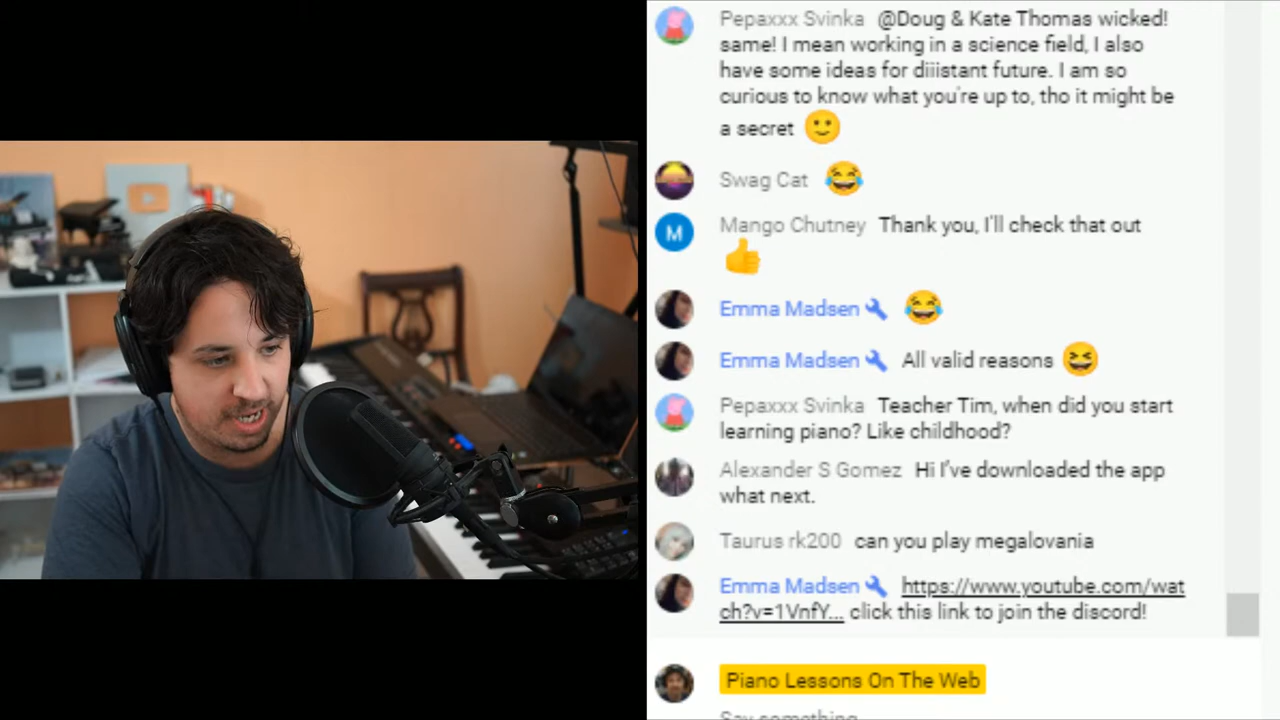 Pepaxxx Svinka @Doug & Kate Thomas wicked!
same! I mean working in a science field, I also
have some ideas for diiistant future. I am so
curious to know what you're up to, tho it might be
a secret 🙂
Swag Cat 😂
M Mango Chutney Thank you, I'll check that out
👍
Emma Madsen 😂
Emma Madsen All valid reasons 😆
Pepaxxx Svinka Teacher Tim, when did you start
learning piano? Like childhood?
Alexander S Gomez Hi I've downloaded the app
what next.
Taurus rk200 can you play megalovania
Emma Madsen https://www.youtube.com/wat
ch?v=1VnfY... click this link to join the discord!
Piano Lessons On The Web
Say something...